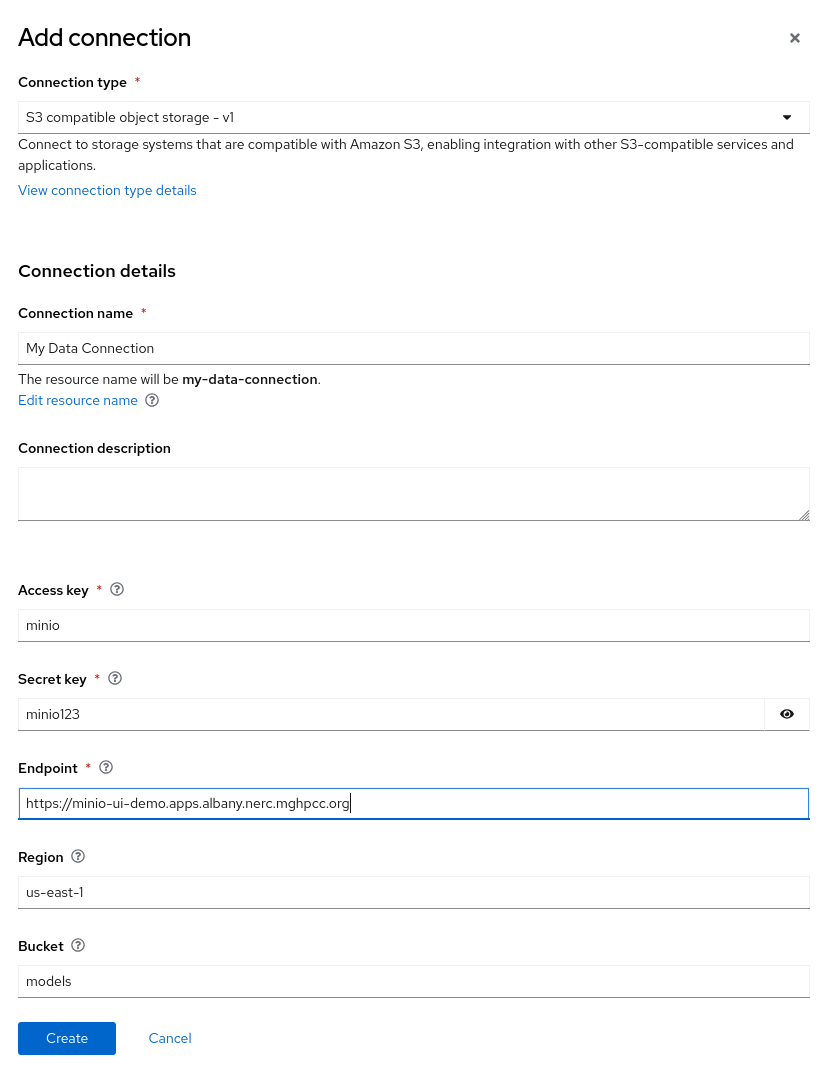 Add connection
Connection type *
S3 compatible object storage - v1
Connect to storage systems that are compatible with Amazon S3, enabling integration with other S3-compatible services and
applications.
View connection type details
Connection details
Connection name *
My Data Connection
The resource name will be my-data-connection.
Edit resource name
Connection description
Access key *
minio
Secret key *
minio123
Endpoint *
https://minio-ui-demo.apps.albany.nerc.mghpcc.org
Region
us-east-1
Bucket
models
Create Cancel